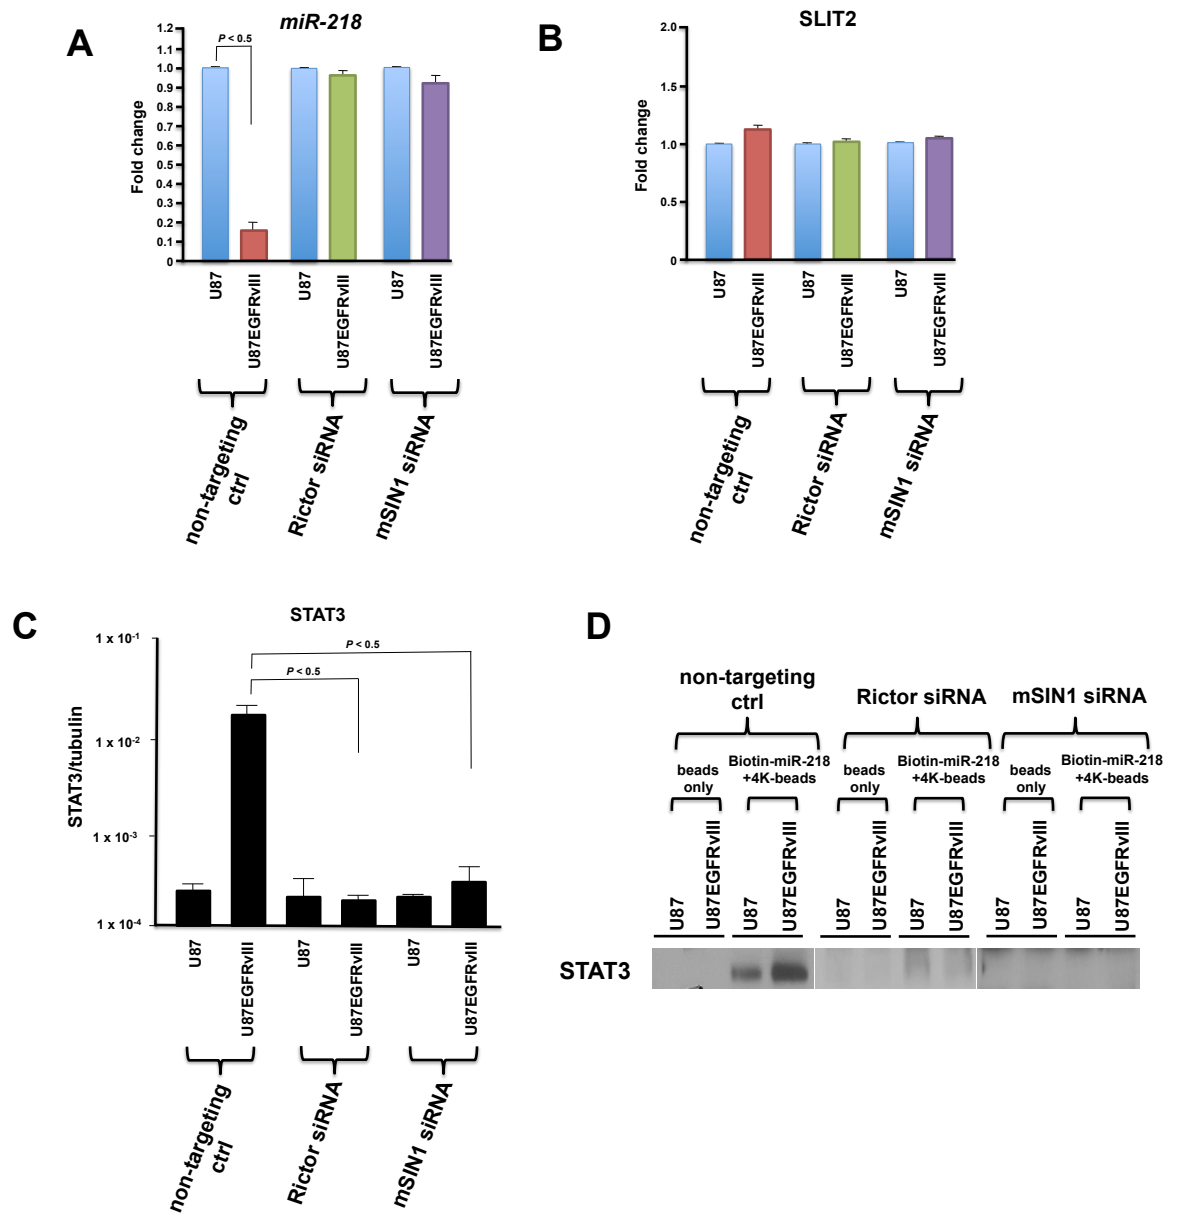 A
miR-218
1.2
1.1
1.0
0.9
0.8
0.7
0.6
0.5
0.4
0.3
0.2
0.1
0
Fold change
P < 0.5
U87
U87EGFRvIII
U87
U87EGFRvIII
U87
U87EGFRvIII
non-targeting
ctrl
Rictor siRNA
mSIN1 siRNA
B
SLIT2
2.0
1.5
1.0
0.5
0
Fold change
U87
U87EGFRvIII
U87
U87EGFRvIII
U87
U87EGFRvIII
non-targeting
ctrl
Rictor siRNA
mSIN1 siRNA
C
STAT3
1 x 10-1
1 x 10-2
1 x 10-3
1 x 10-4
STAT3/tubulin
P < 0.5
P < 0.5
U87
U87EGFRvIII
U87
U87EGFRvIII
U87
U87EGFRvIII
non-targeting
ctrl
Rictor siRNA
mSIN1 siRNA
D
non-targeting
ctrl
Rictor siRNA
mSIN1 siRNA
beads
only
Biotin-miR-218
+4K-beads
beads
only
Biotin-miR-218
+4K-beads
beads
only
Biotin-miR-218
+4K-beads
U87
U87EGFRvIII
U87
U87EGFRvIII
U87
U87EGFRvIII
U87
U87EGFRvIII
U87
U87EGFRvIII
U87
U87EGFRvIII
STAT3